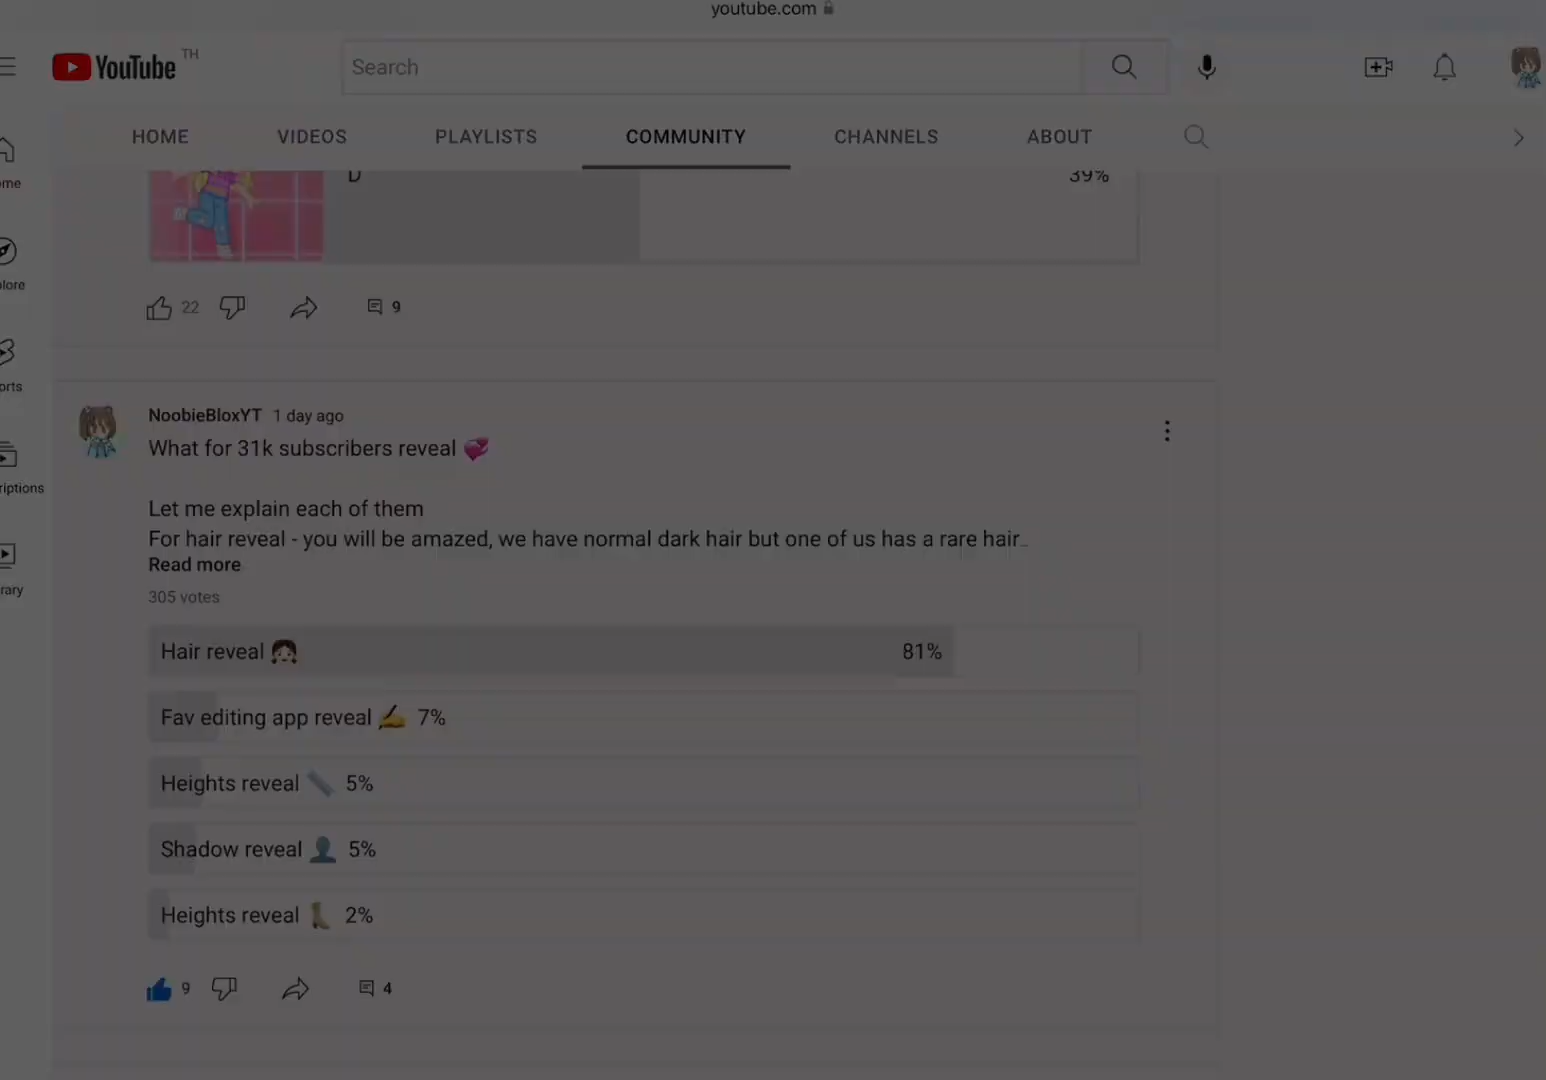 youtube.com
YouTube TH
Search
HOME VIDEOS PLAYLISTS COMMUNITY CHANNELS ABOUT
ome
D 39%
plore
22 9
orts
NoobieBloxYT 1 day ago
What for 31k subscribers reveal 💞
riptions
Let me explain each of them
For hair reveal - you will be amazed, we have normal dark hair but one of us has a rare hair...
Read more
rary
305 votes
Hair reveal 👧 81%
Fav editing app reveal ✍️ 7%
Heights reveal 📏 5%
Shadow reveal 👤 5%
Heights reveal 👢 2%
9 4